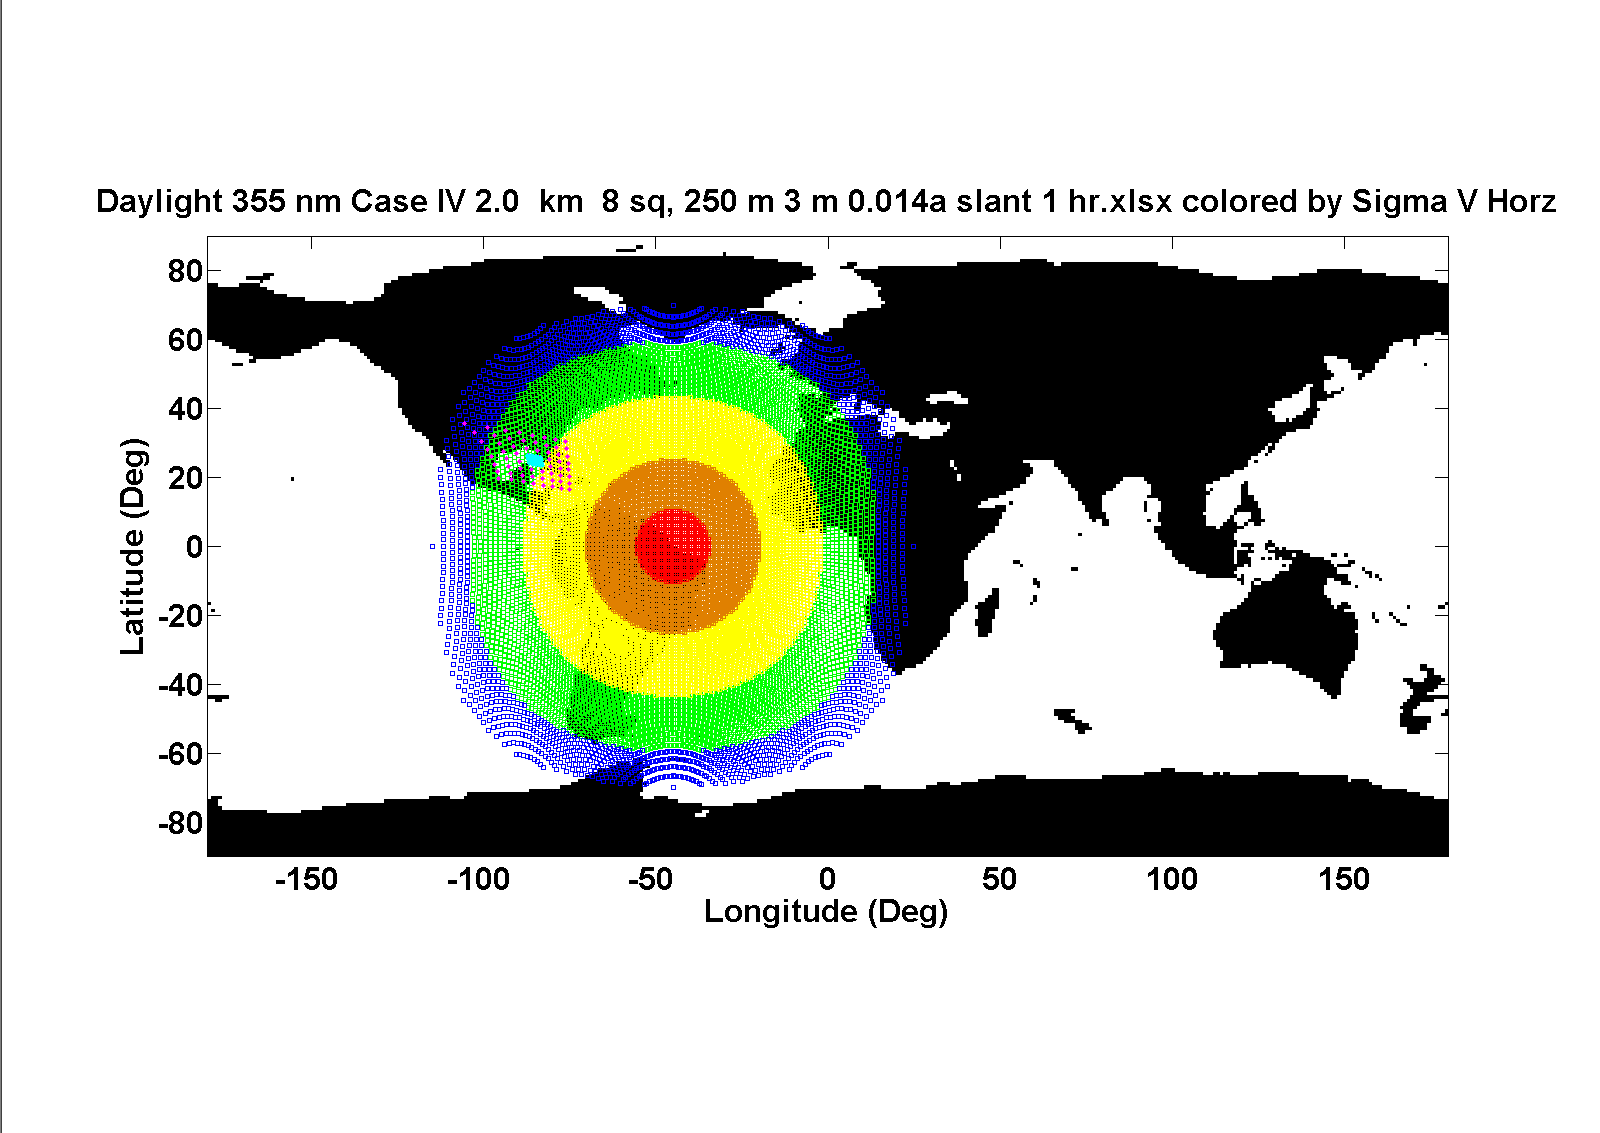 Daylight 355 nm Case IV 2.0  km  8 sq, 250 m 3 m 0.014a slant 1 hr.xlsx colored by Sigma V Horz
80
60
40
20
0
-20
-40
-60
-80
Latitude (Deg)
-150 -100 -50 0 50 100 150
Longitude (Deg)